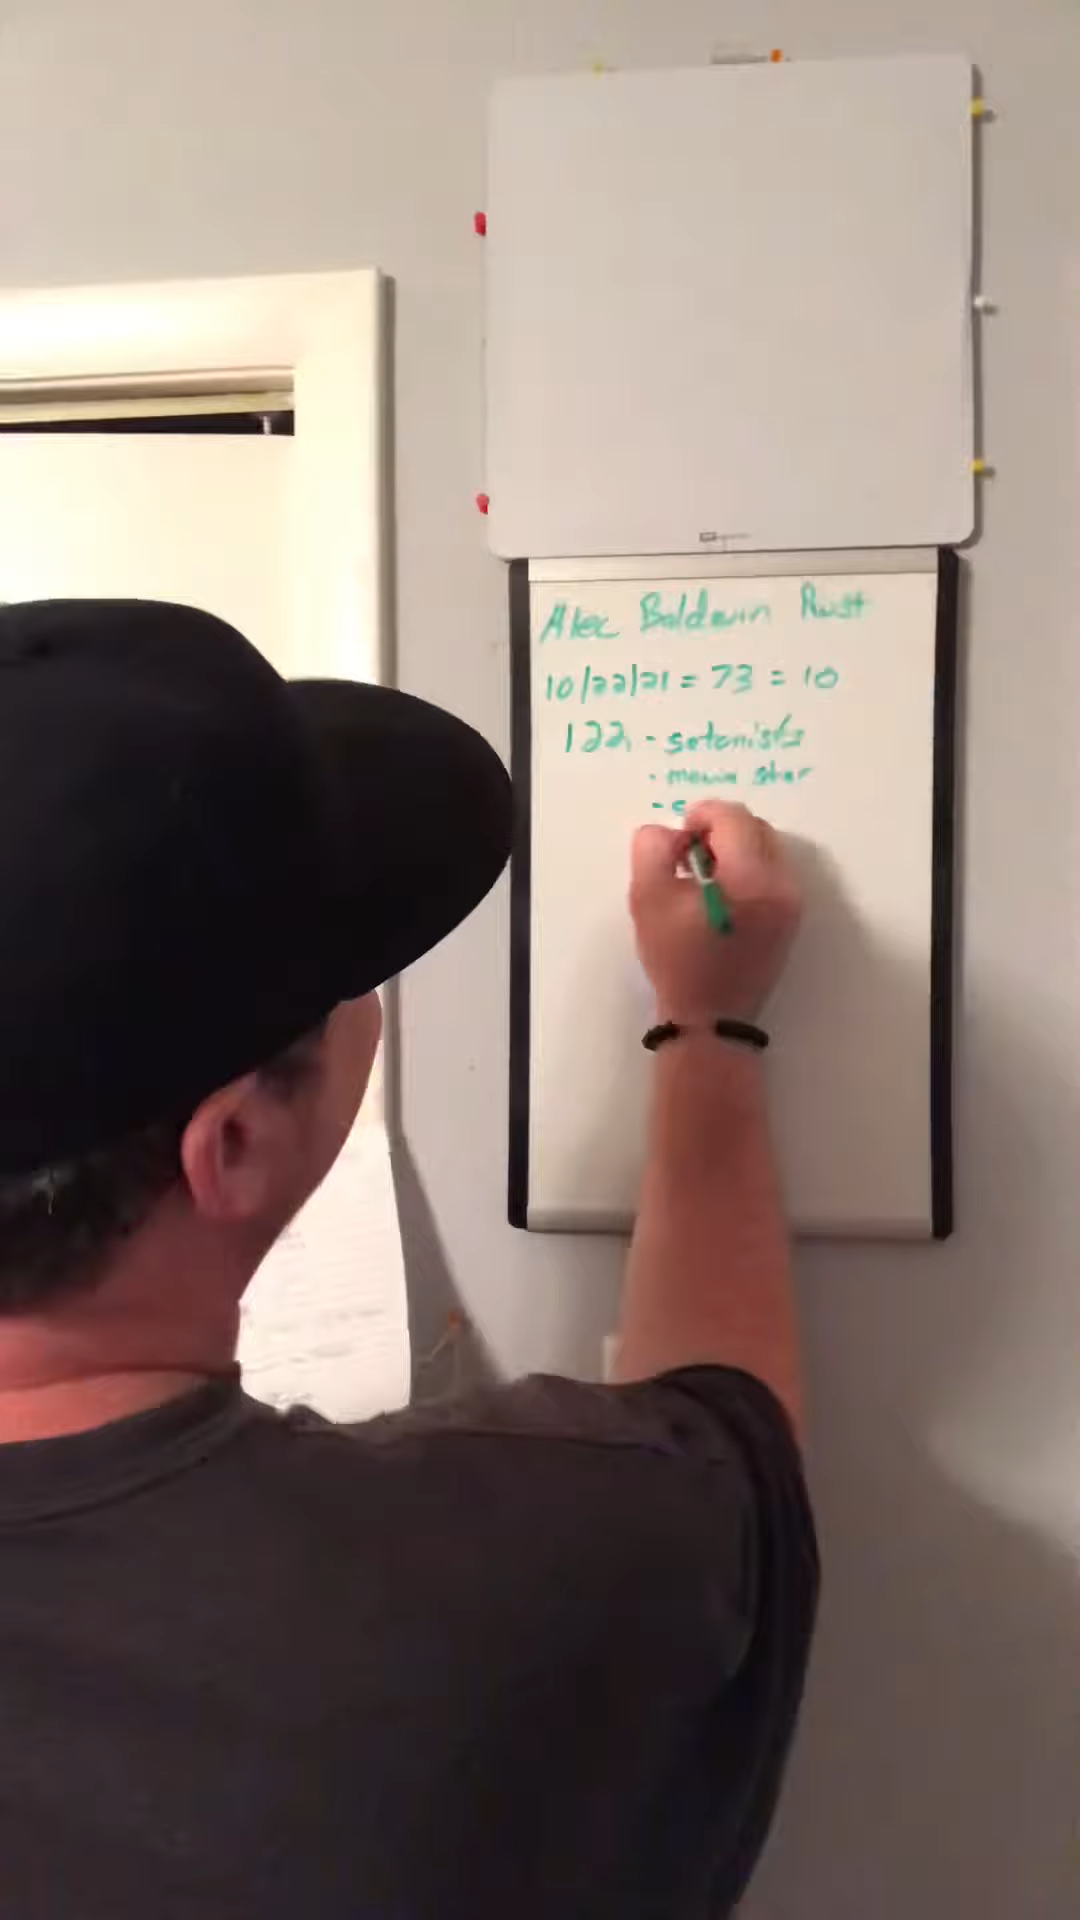 Alec Baldwin Rust
10/22/21 = 73 = 10
122 - satanists
- movie star
- s